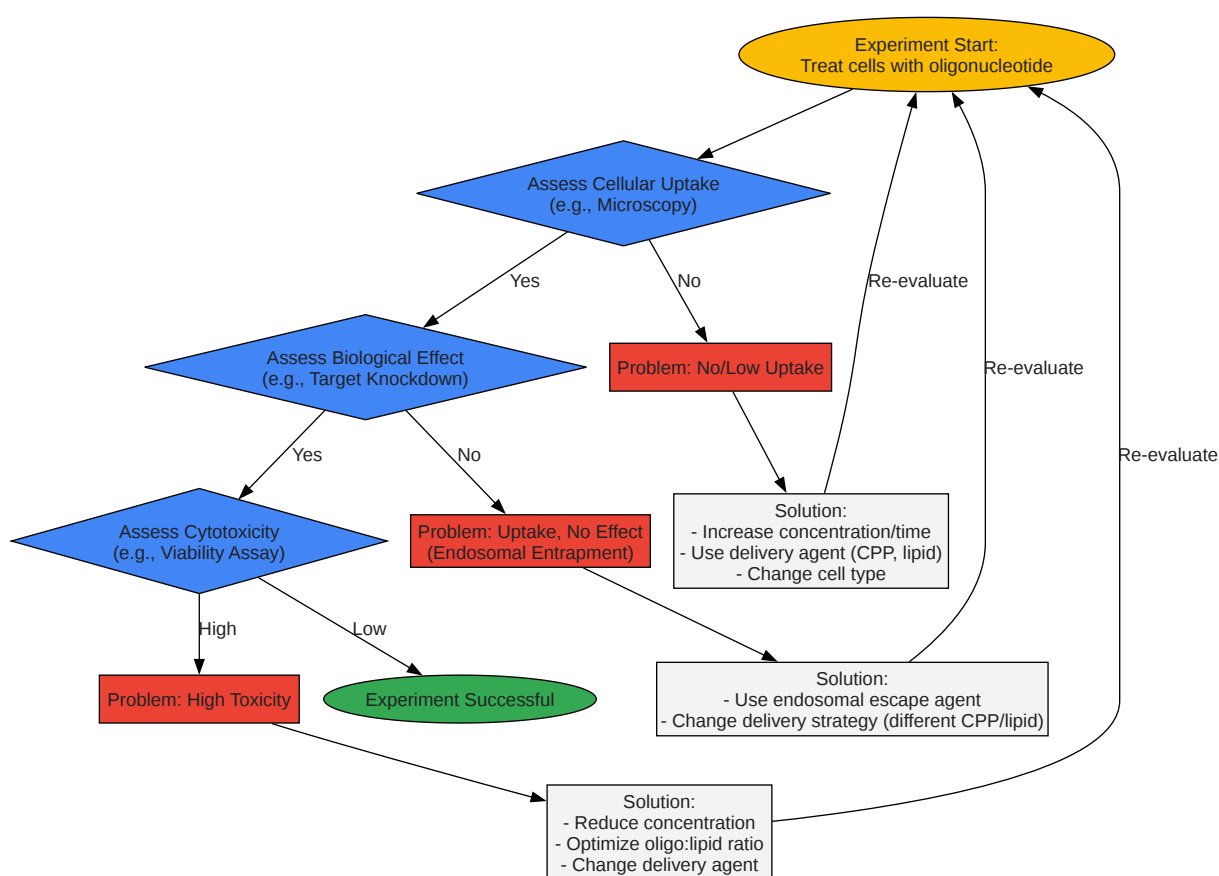 Experiment Start:
Treat cells with oligonucleotide
Assess Cellular Uptake
(e.g., Microscopy)
Yes
No
Re-evaluate
Assess Biological Effect
(e.g., Target Knockdown)
Problem: No/Low Uptake
Re-evaluate
Yes
No
Re-evaluate
Assess Cytotoxicity
(e.g., Viability Assay)
Problem: Uptake, No Effect
(Endosomal Entrapment)
Solution:
- Increase concentration/time
- Use delivery agent (CPP, lipid)
- Change cell type
High
Low
Problem: High Toxicity
Experiment Successful
Solution:
- Use endosomal escape agent
- Change delivery strategy (different CPP/lipid)
Solution:
- Reduce concentration
- Optimize oligo:lipid ratio
- Change delivery agent